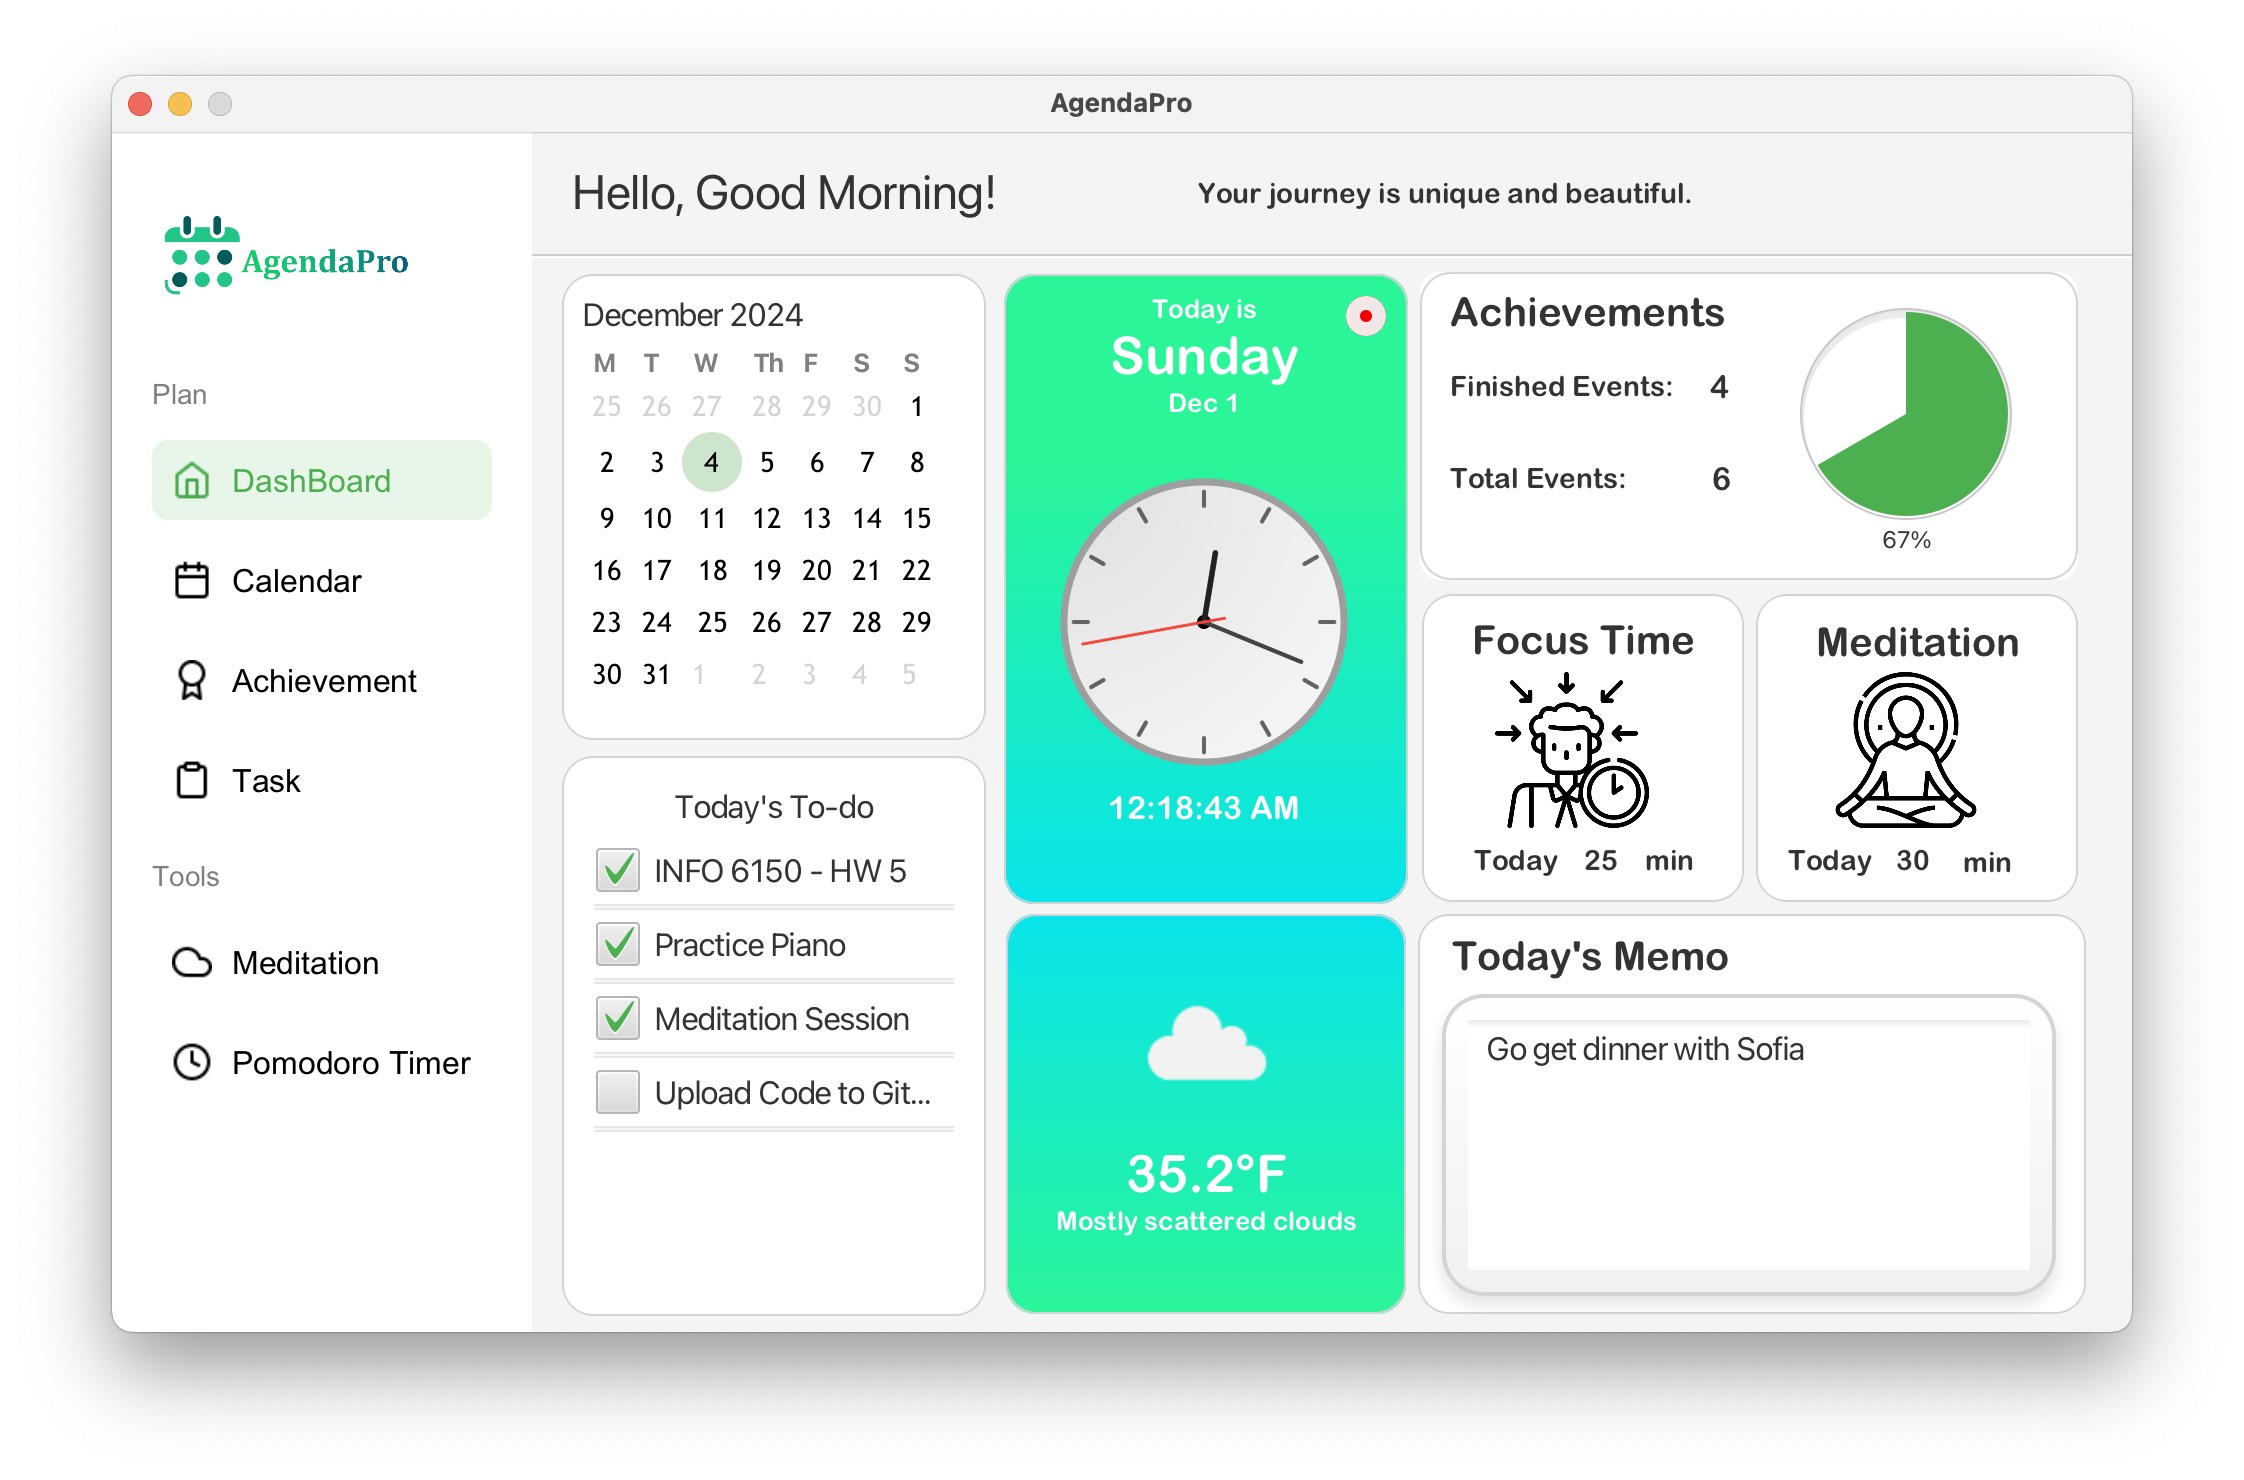 AgendaPro
AgendaPro
Plan
DashBoard
Calendar
Achievement
Task
Tools
Meditation
Pomodoro Timer
Hello, Good Morning!
Your journey is unique and beautiful.
December 2024
M T W Th F S S
25 26 27 28 29 30 1
2 3 4 5 6 7 8
9 10 11 12 13 14 15
16 17 18 19 20 21 22
23 24 25 26 27 28 29
30 31 1 2 3 4 5
Today's To-do
INFO 6150 - HW 5
Practice Piano
Meditation Session
Upload Code to Git...
Today is
Sunday
Dec 1
12:18:43 AM
35.2°F
Mostly scattered clouds
Achievements
Finished Events: 4
Total Events: 6
67%
Focus Time
Today 25 min
Meditation
Today 30 min
Today's Memo
Go get dinner with Sofia